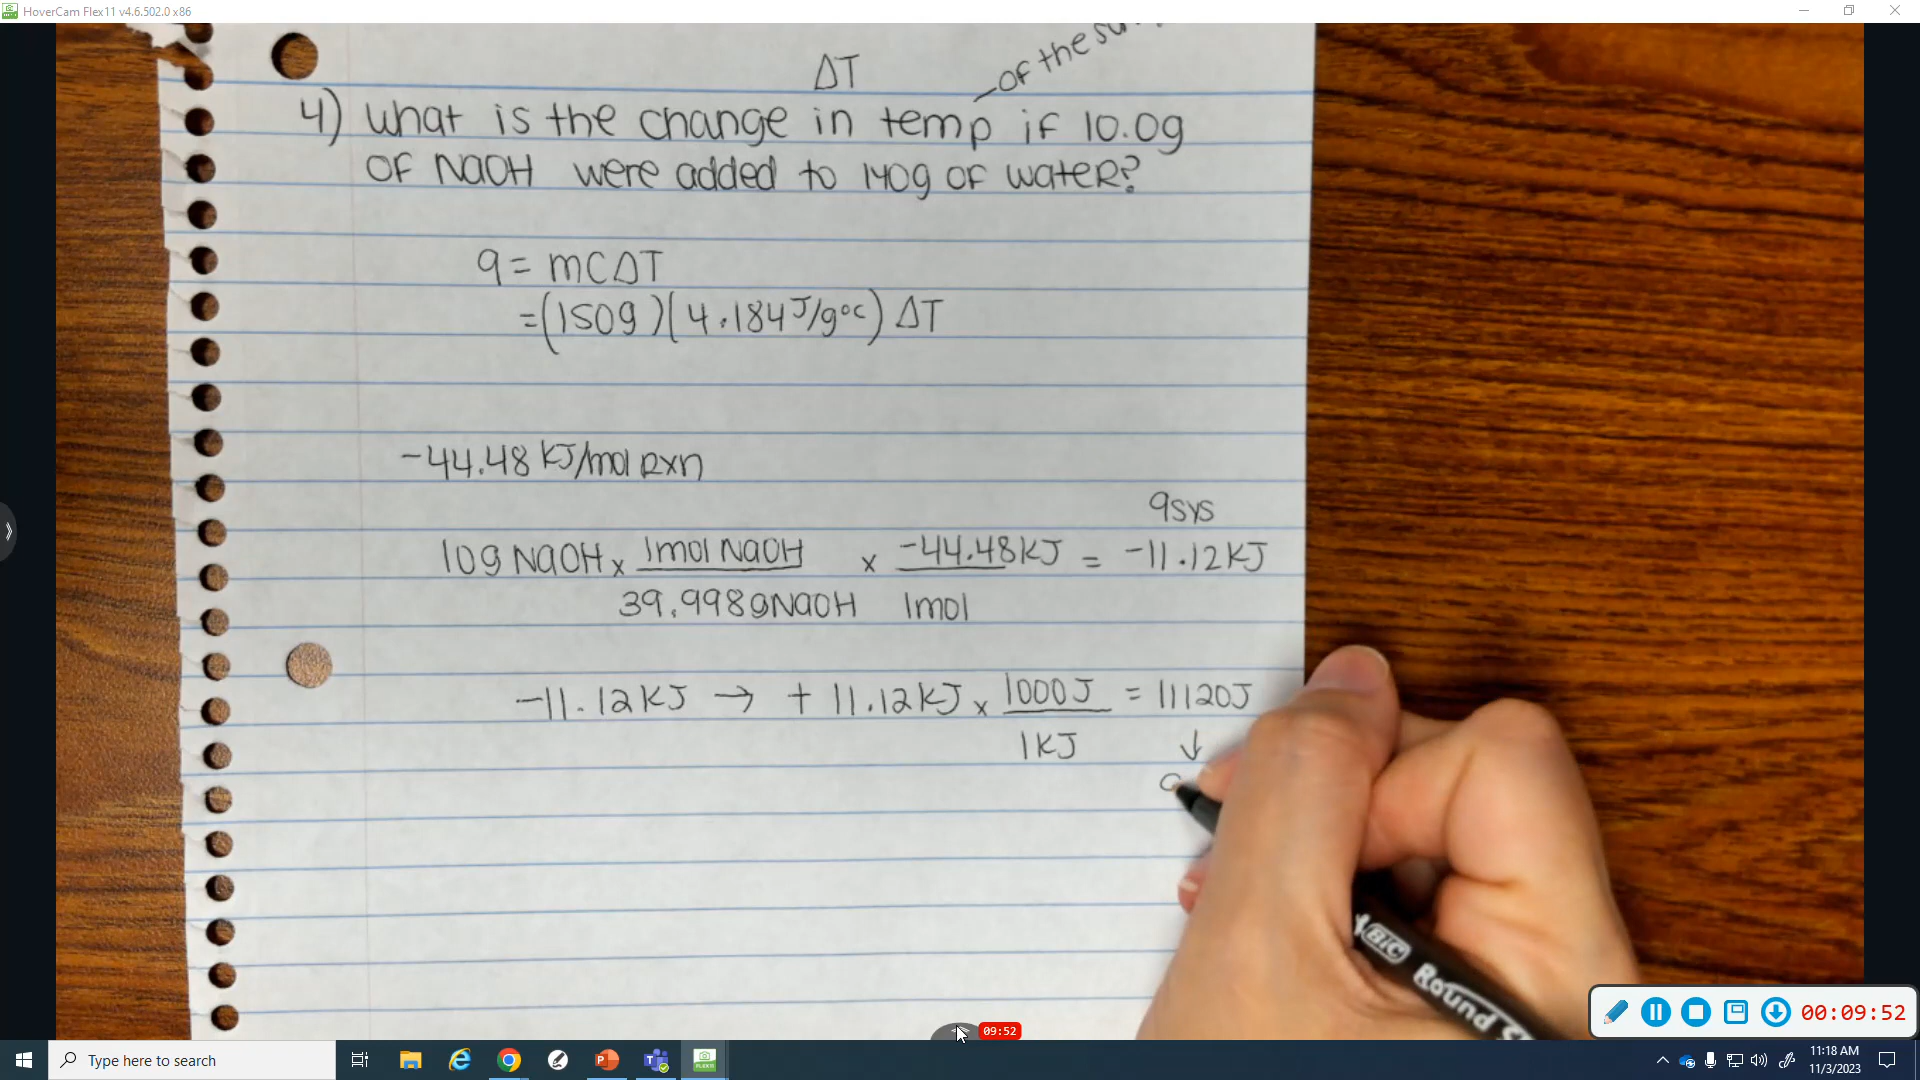 HoverCam Flex11 v4.6.502.0 x86
ΔT
of the
4) What is the change in temp if 10.0g
of NaOH were added to 140g of water?
q = mCΔT
=(150g)(4.184J/g°C) ΔT
-44.48 KJ/mol rxn
qsys
10g NaOH x 1mol NaOH x -44.48KJ = -11.12KJ
39.998gNaOH 1mol
-11.12KJ → + 11.12KJ x 1000J = 11120J
1KJ ↓
BIC
Round
00:09:52
09:52
Type here to search
11:18 AM
11/3/2023